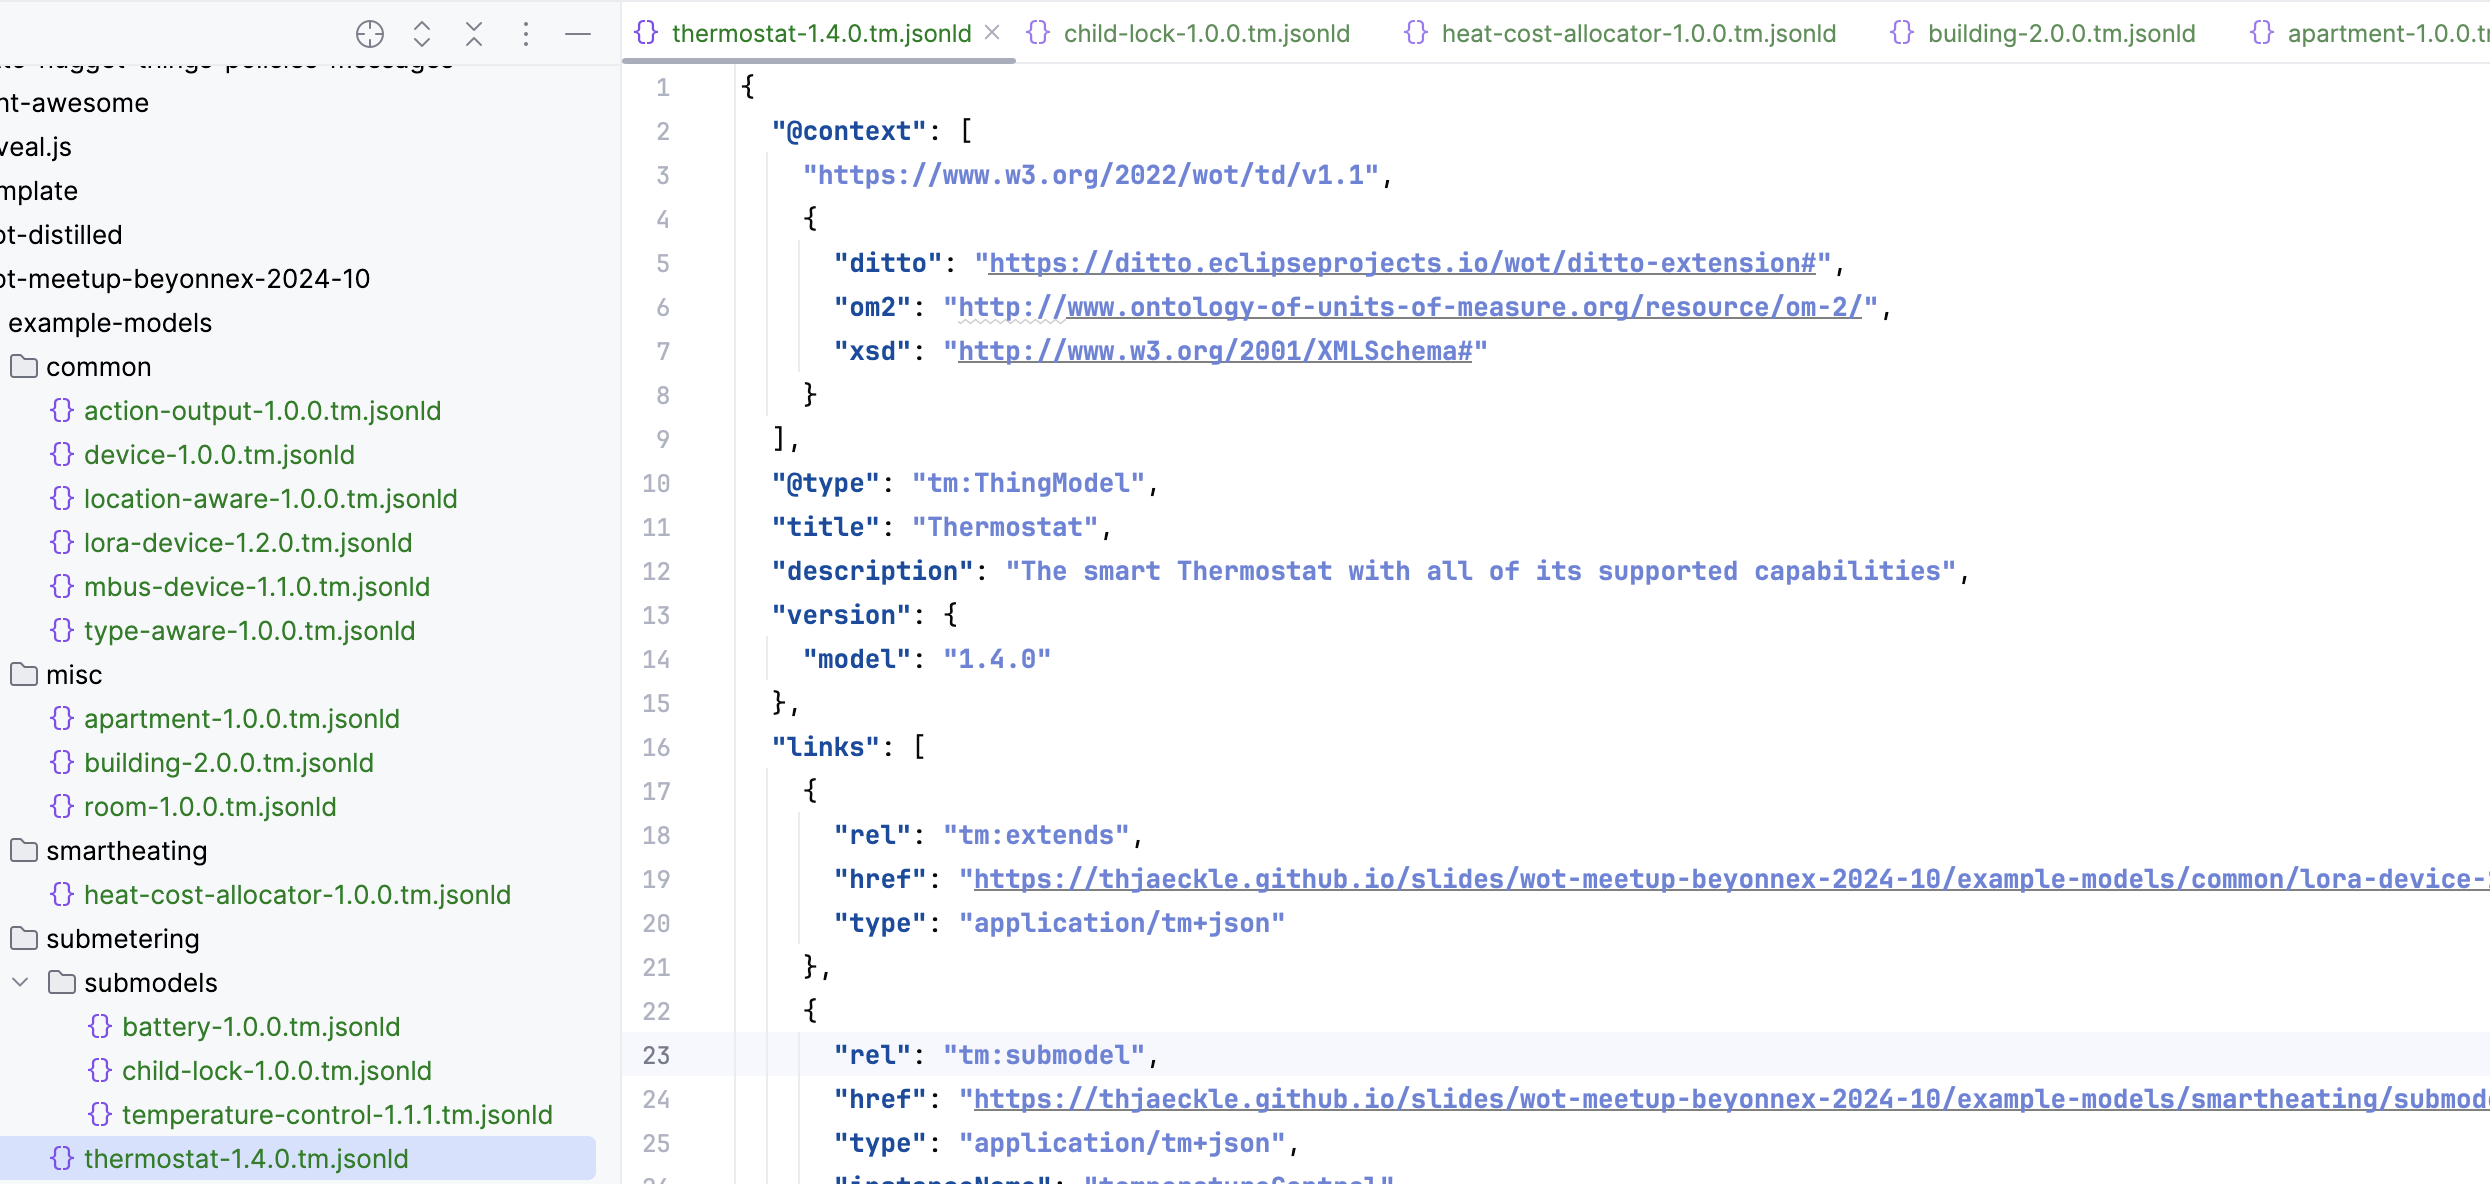 nt-awesome
veal.js
mplate
ot-distilled
ot-meetup-beyonnex-2024-10
example-models
common
action-output-1.0.0.tm.jsonld
device-1.0.0.tm.jsonld
location-aware-1.0.0.tm.jsonld
lora-device-1.2.0.tm.jsonld
mbus-device-1.1.0.tm.jsonld
type-aware-1.0.0.tm.jsonld
misc
apartment-1.0.0.tm.jsonld
building-2.0.0.tm.jsonld
room-1.0.0.tm.jsonld
smartheating
heat-cost-allocator-1.0.0.tm.jsonld
submetering
submodels
battery-1.0.0.tm.jsonld
child-lock-1.0.0.tm.jsonld
temperature-control-1.1.1.tm.jsonld
thermostat-1.4.0.tm.jsonld
thermostat-1.4.0.tm.jsonld child-lock-1.0.0.tm.jsonld heat-cost-allocator-1.0.0.tm.jsonld building-2.0.0.tm.jsonld apartment-1.0.0.t
1 {
2 "@context": [
3 "https://www.w3.org/2022/wot/td/v1.1",
4 {
5 "ditto": "https://ditto.eclipseprojects.io/wot/ditto-extension#",
6 "om2": "http://www.ontology-of-units-of-measure.org/resource/om-2/",
7 "xsd": "http://www.w3.org/2001/XMLSchema#"
8 }
9 ],
10 "@type": "tm:ThingModel",
11 "title": "Thermostat",
12 "description": "The smart Thermostat with all of its supported capabilities",
13 "version": {
14 "model": "1.4.0"
15 },
16 "links": [
17 {
18 "rel": "tm:extends",
19 "href": "https://thjaeckle.github.io/slides/wot-meetup-beyonnex-2024-10/example-models/common/lora-device-
20 "type": "application/tm+json"
21 },
22 {
23 "rel": "tm:submodel",
24 "href": "https://thjaeckle.github.io/slides/wot-meetup-beyonnex-2024-10/example-models/smartheating/submod
25 "type": "application/tm+json",